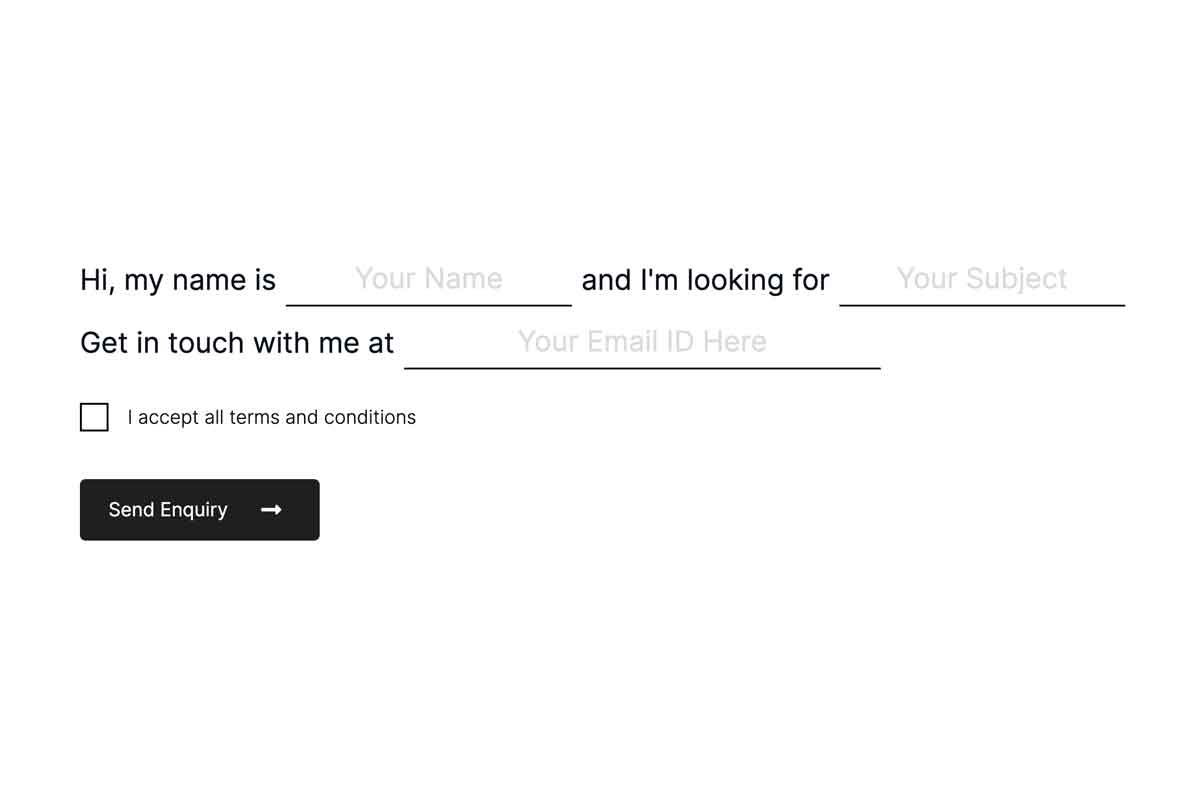 Hi, my name is Your Name and I'm looking for Your Subject
Get in touch with me at Your Email ID Here
I accept all terms and conditions
Send Enquiry